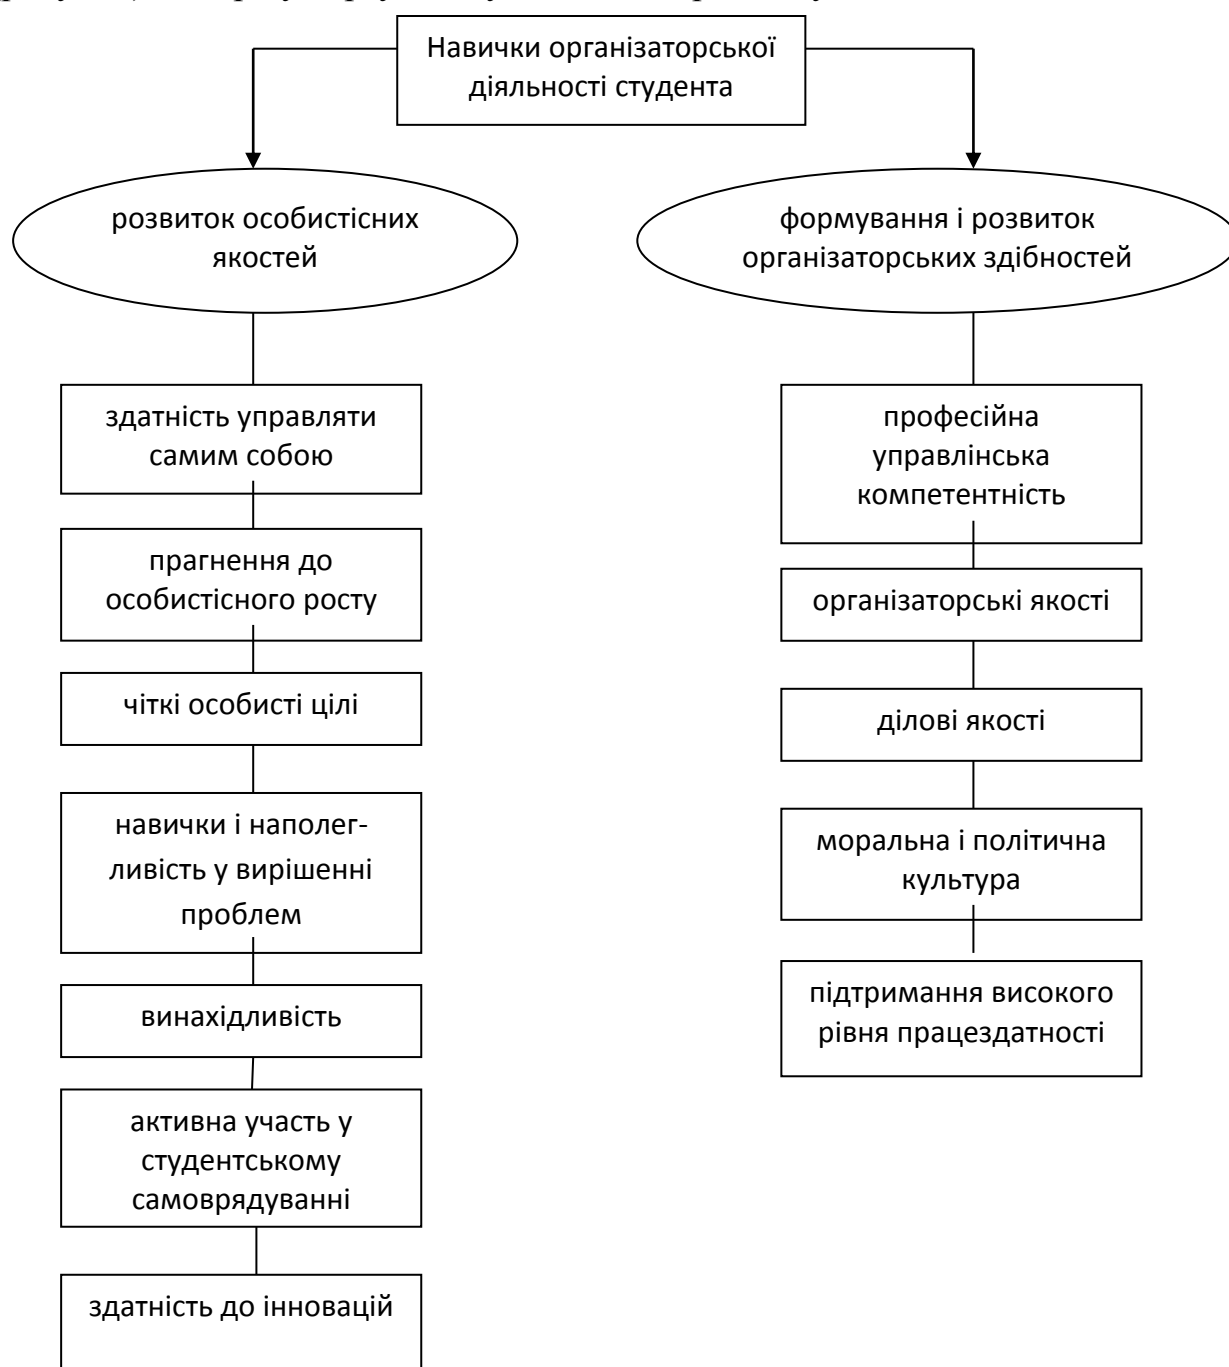 Навички організаторської
діяльності студента
розвиток особистісних
якостей
формування і розвиток
організаторських здібностей
здатність управляти
самим собою
прагнення до
особистісного росту
чіткі особисті цілі
навички і наполег-
ливість у вирішенні
проблем
винахідливість
активна участь у
студентському
самоврядуванні
здатність до інновацій
професійна
управлінська
компетентність
організаторські якості
ділові якості
моральна і політична
культура
підтримання високого
рівня працездатності